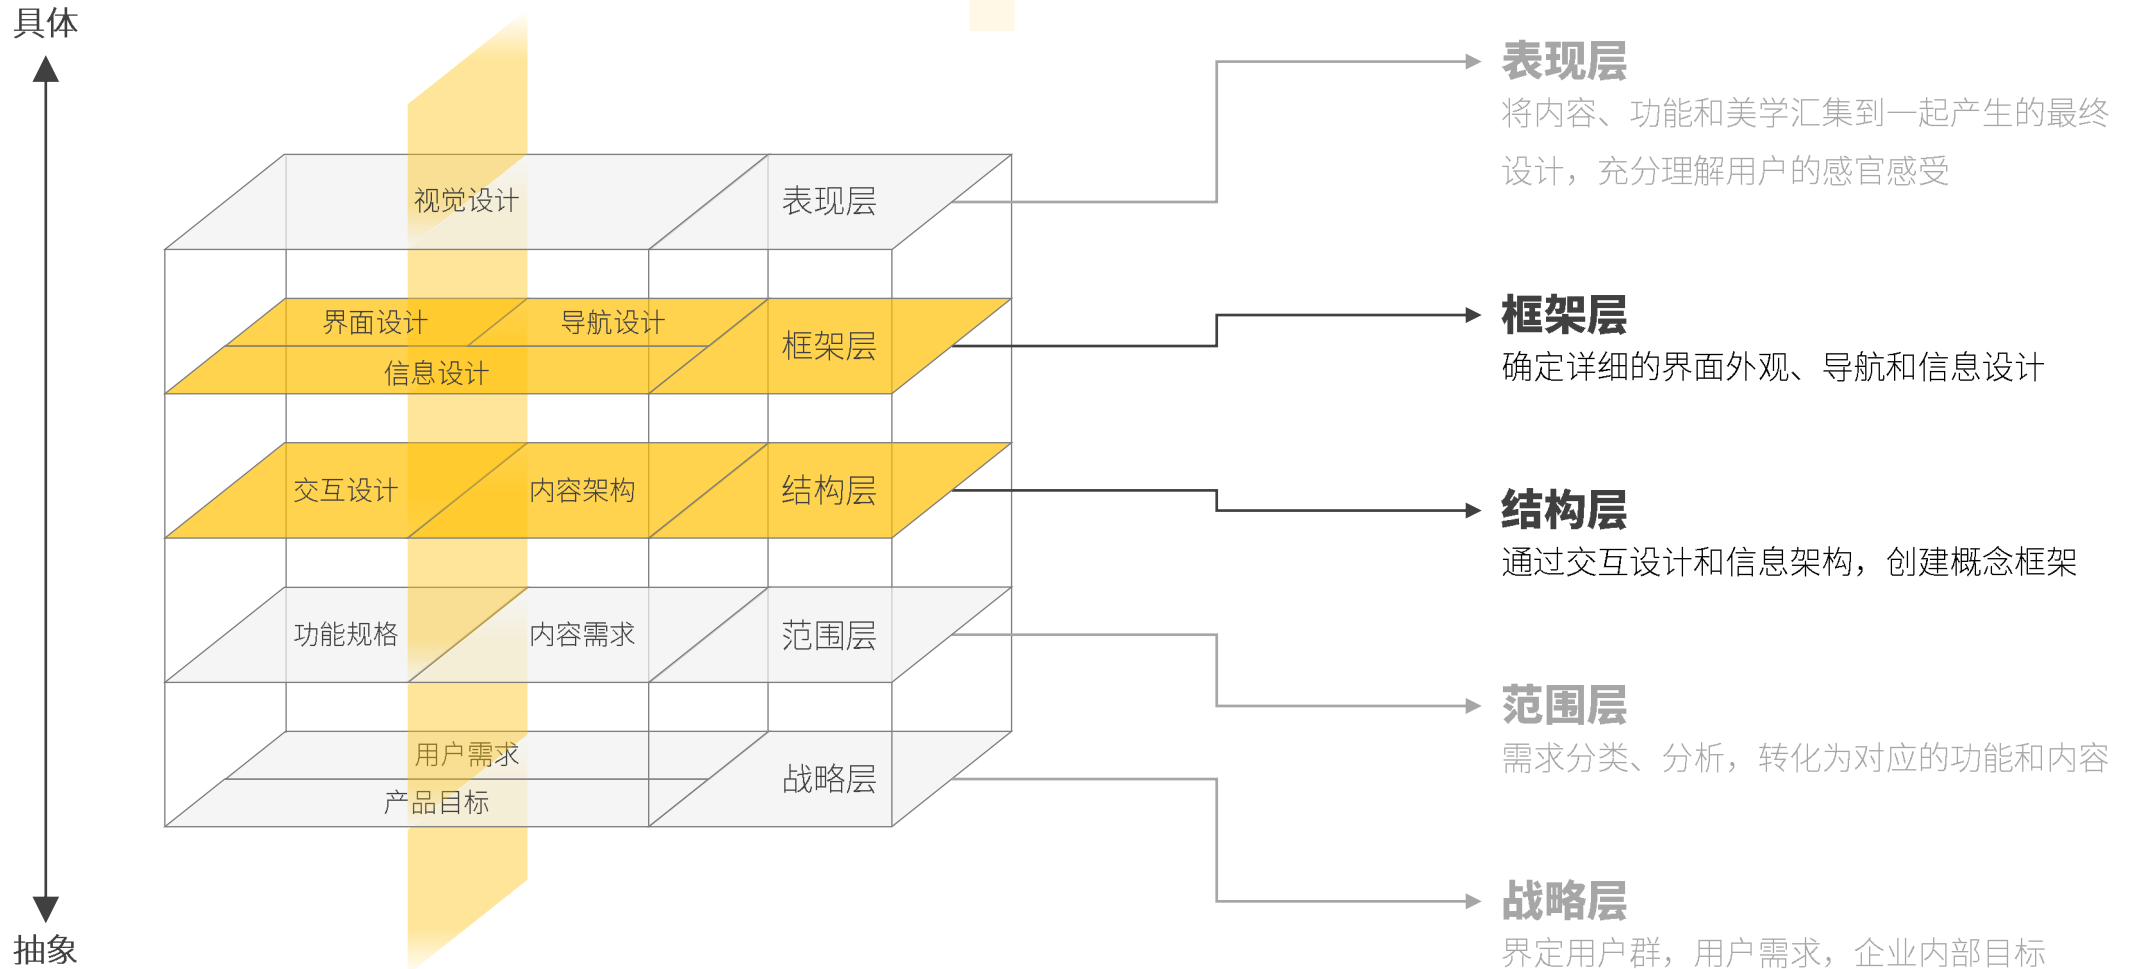 具体
抽象
视觉设计
表现层
界面设计
导航设计
信息设计
框架层
交互设计
内容架构
结构层
功能规格
内容需求
范围层
用户需求
产品目标
战略层
表现层
将内容、功能和美学汇集到一起产生的最终
设计，充分理解用户的感官感受
框架层
确定详细的界面外观、导航和信息设计
结构层
通过交互设计和信息架构，创建概念框架
范围层
需求分类、分析，转化为对应的功能和内容
战略层
界定用户群，用户需求，企业内部目标